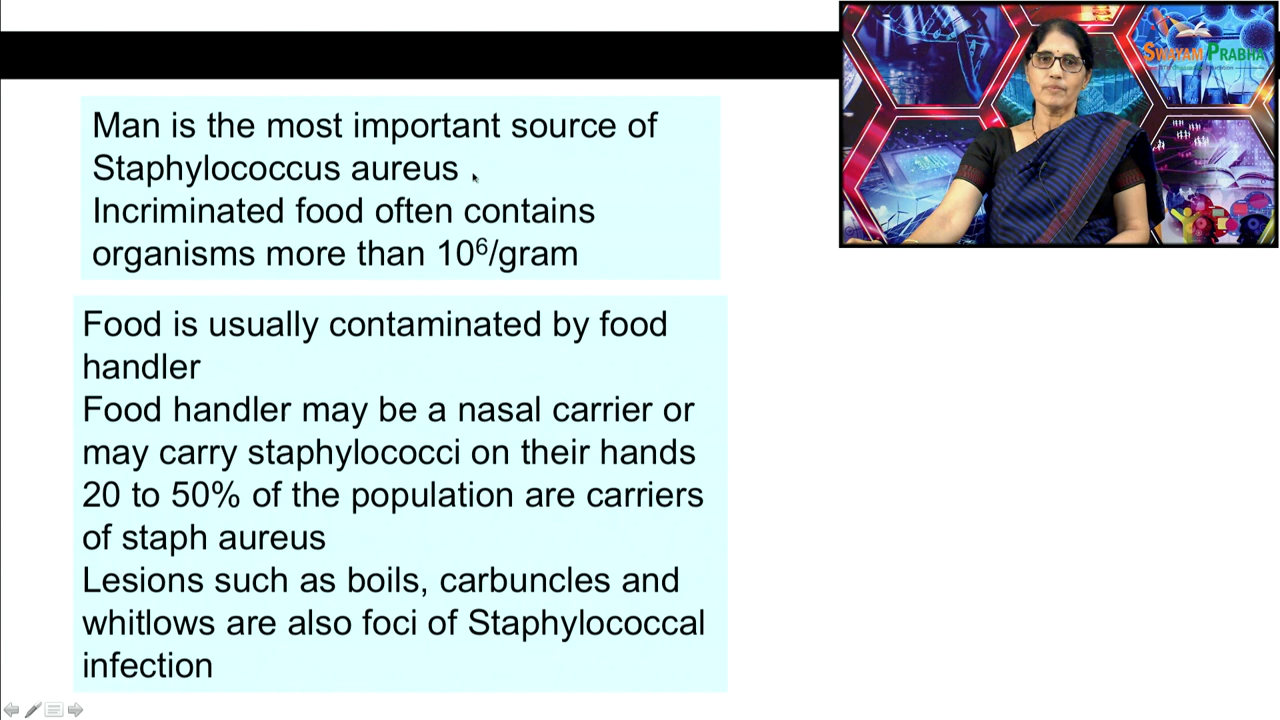 Man is the most important source of
Staphylococcus aureus
Incriminated food often contains
organisms more than 10⁶/gram
Food is usually contaminated by food
handler
Food handler may be a nasal carrier or
may carry staphylococci on their hands
20 to 50% of the population are carriers
of staph aureus
Lesions such as boils, carbuncles and
whitlows are also foci of Staphylococcal
infection
SWAYAM PRABHA